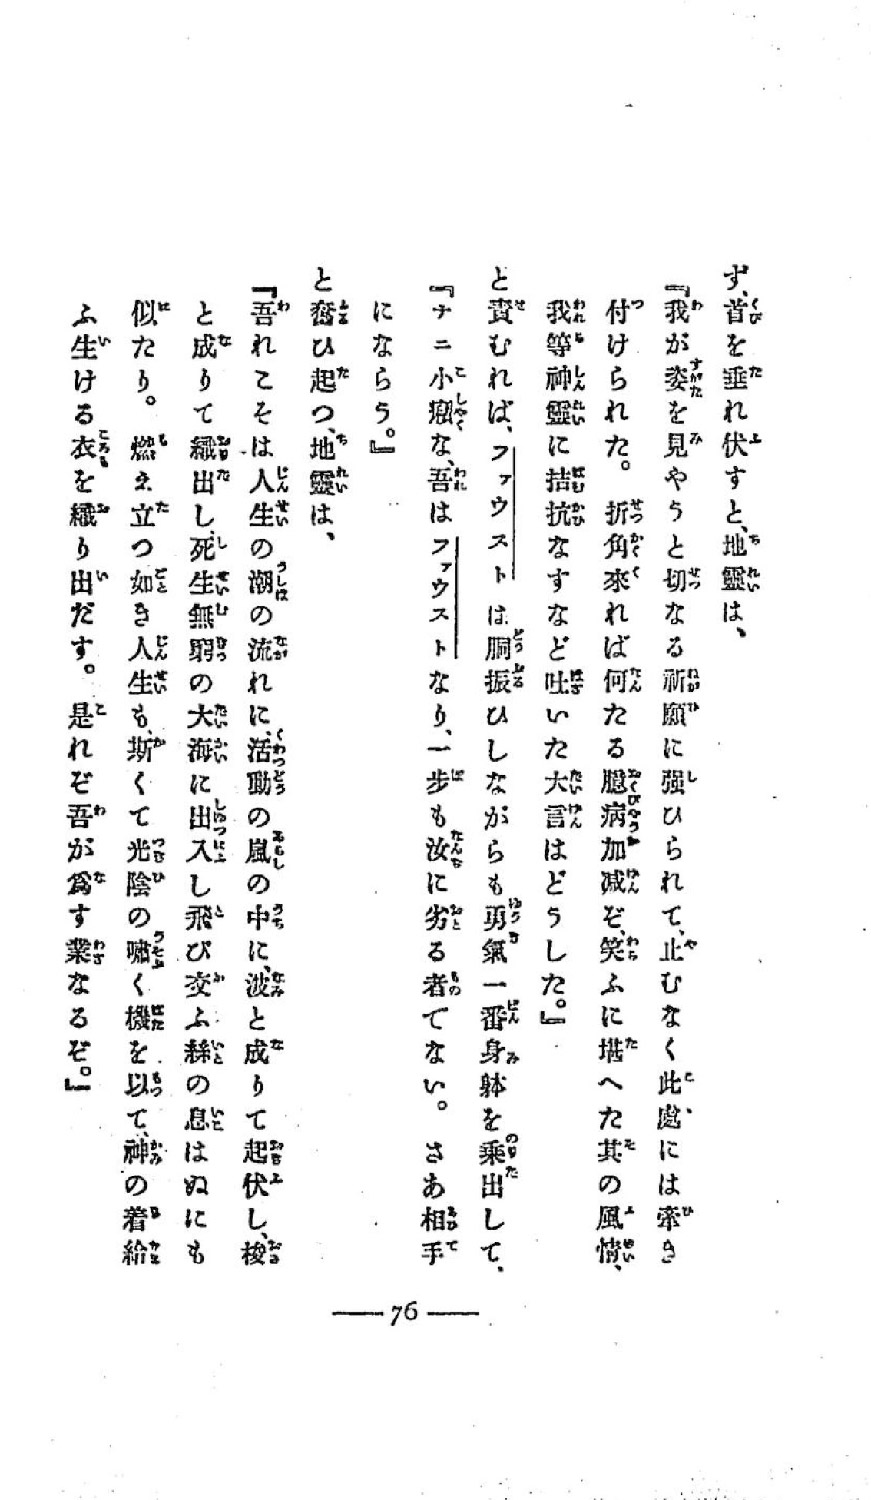 ず、首を垂れ伏すと、地靈は、
『我が姿を見やうと切なる祈願に强ひられて、止むなく此處には牽き
付けられた。折角來れば何たる臆病加减ぞ、笑ふに堪へた其の風情、
我等神靈に拮抗なすなど吐いた大言はどうした。』
と責むれば、ファウストは胴振ひしながらも勇氣一番身躰を乘出して、
『ナニ小癪な、吾はファウストなり、一步も汝に劣る者でない。さあ相手
にならう。』
と奮ひ起つ、地靈は、
『吾れこそは人生の潮の流れに、活動の嵐の中に、波と成りて起伏し、梭
と成りて織出し、死生無窮の大海に出入し飛び交ふ絲の息はぬにも
似たり。燃え立つ如き人生も、斯くて光陰の嘯く機を以て、神の着給
ふ生ける衣を織り出だす。是れぞ吾が爲す業なるぞ。』
— 76 —